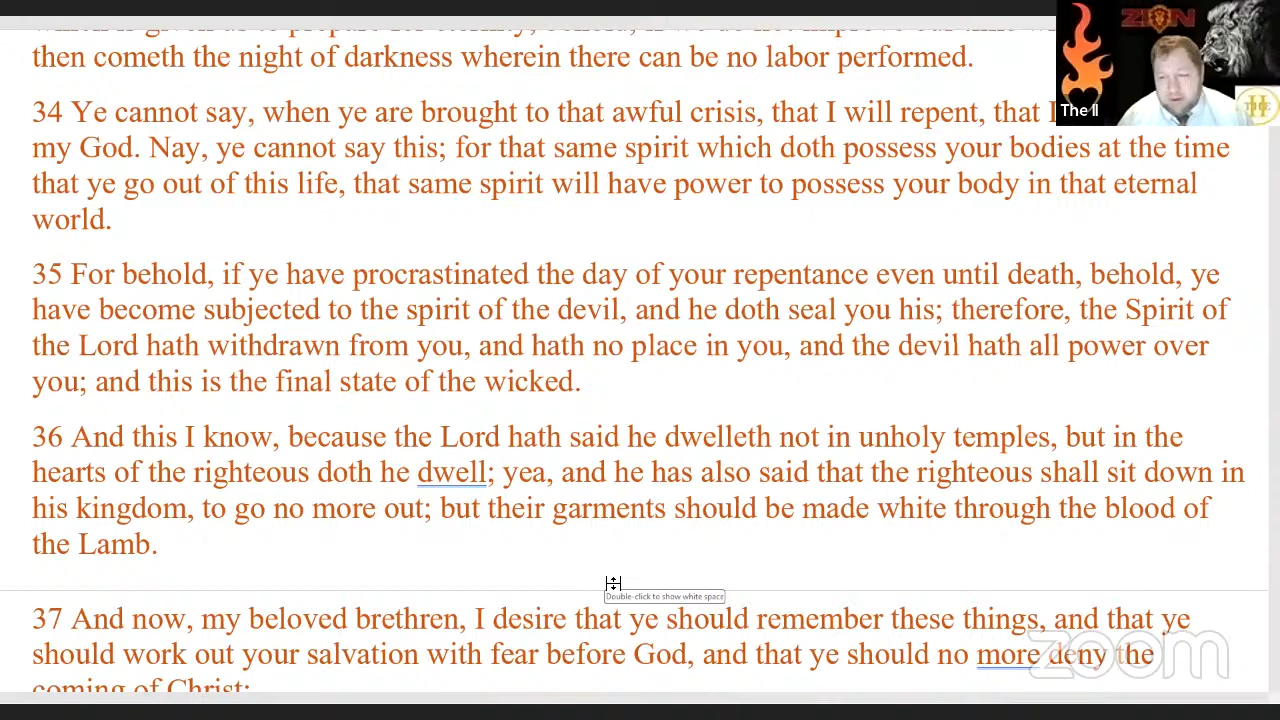 then cometh the night of darkness wherein there can be no labor performed.
34 Ye cannot say, when ye are brought to that awful crisis, that I will repent, that I
my God. Nay, ye cannot say this; for that same spirit which doth possess your bodies at the time
that ye go out of this life, that same spirit will have power to possess your body in that eternal
world.
35 For behold, if ye have procrastinated the day of your repentance even until death, behold, ye
have become subjected to the spirit of the devil, and he doth seal you his; therefore, the Spirit of
the Lord hath withdrawn from you, and hath no place in you, and the devil hath all power over
you; and this is the final state of the wicked.
36 And this I know, because the Lord hath said he dwelleth not in unholy temples, but in the
hearts of the righteous doth he dwell; yea, and he has also said that the righteous shall sit down in
his kingdom, to go no more out; but their garments should be made white through the blood of
the Lamb.
Double-click to show white space
37 And now, my beloved brethren, I desire that ye should remember these things, and that ye
should work out your salvation with fear before God, and that ye should no more deny the
coming of Christ;
ZION
The II
THE II
zoom